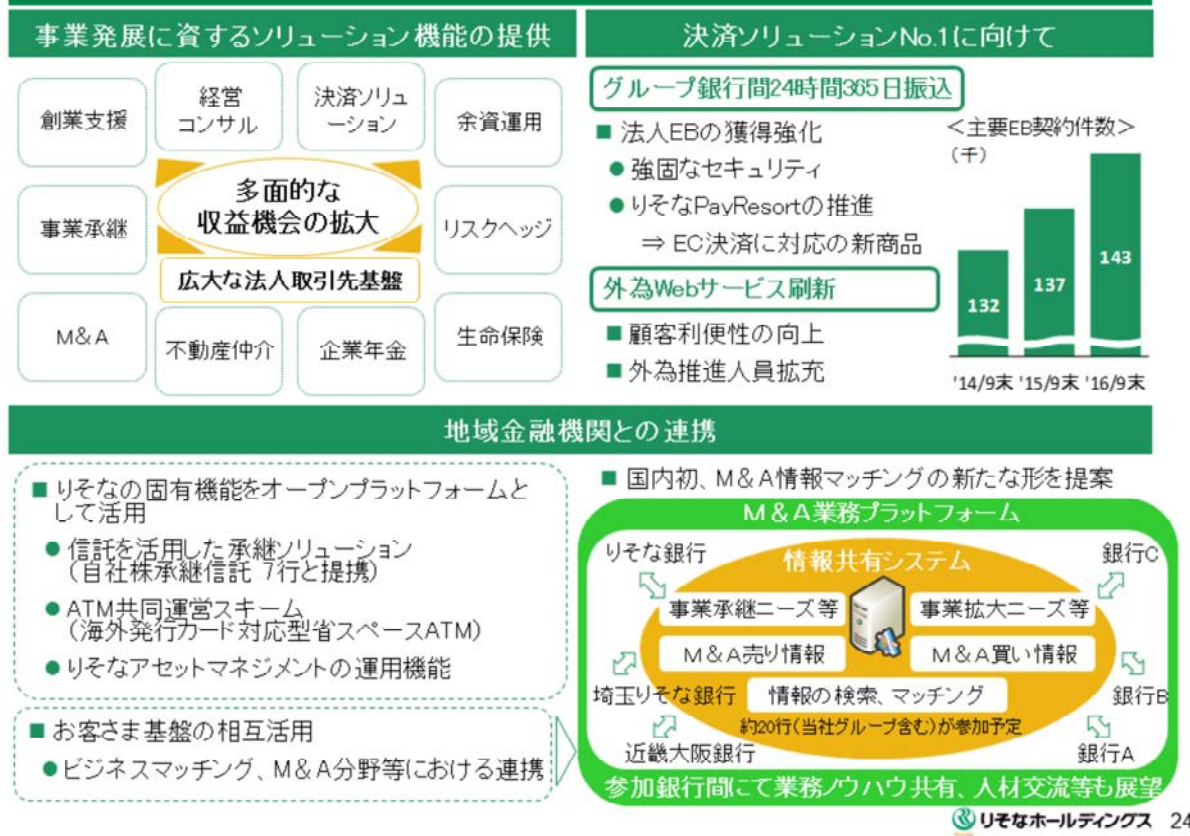 事業発展に資するソリューション機能の提供
創業支援
経営
コンサル
決済ソリュ
ーション
余資運用
事業承継
多面的な
収益機会の拡大
リスクヘッジ
広大な法人取引先基盤
M&A
不動産仲介
企業年金
生命保険
決済ソリューションNo.1に向けて
グループ銀行間24時間365日振込
■ 法人EBの獲得強化
● 強固なセキュリティ
● りそなPayResortの推進
⇒ EC決済に対応の新商品
外為Webサービス刷新
■ 顧客利便性の向上
■ 外為推進人員拡充
＜主要EB契約件数＞
(千)
132
137
143
'14/9末 '15/9末 '16/9末
地域金融機関との連携
■ りそなの固有機能をオープンプラットフォームと
して活用
● 信託を活用した承継ソリューション
(自社株承継信託 7行と提携)
● ATM共同運営スキーム
(海外発行カード対応型省スペースATM)
● りそなアセットマネジメントの運用機能
■ お客さま基盤の相互活用
● ビジネスマッチング、M&A分野等における連携
■ 国内初、M&A情報マッチングの新たな形を提案
M&A業務プラットフォーム
りそな銀行
情報共有システム
銀行C
事業承継ニーズ等
事業拡大ニーズ等
M&A売り情報
M&A買い情報
埼玉りそな銀行
情報の検索、マッチング
銀行B
約20行(当社グループ含む)が参加予定
近畿大阪銀行
銀行A
参加銀行間にて業務ノウハウ共有、人材交流等も展望
りそなホールディングス 24